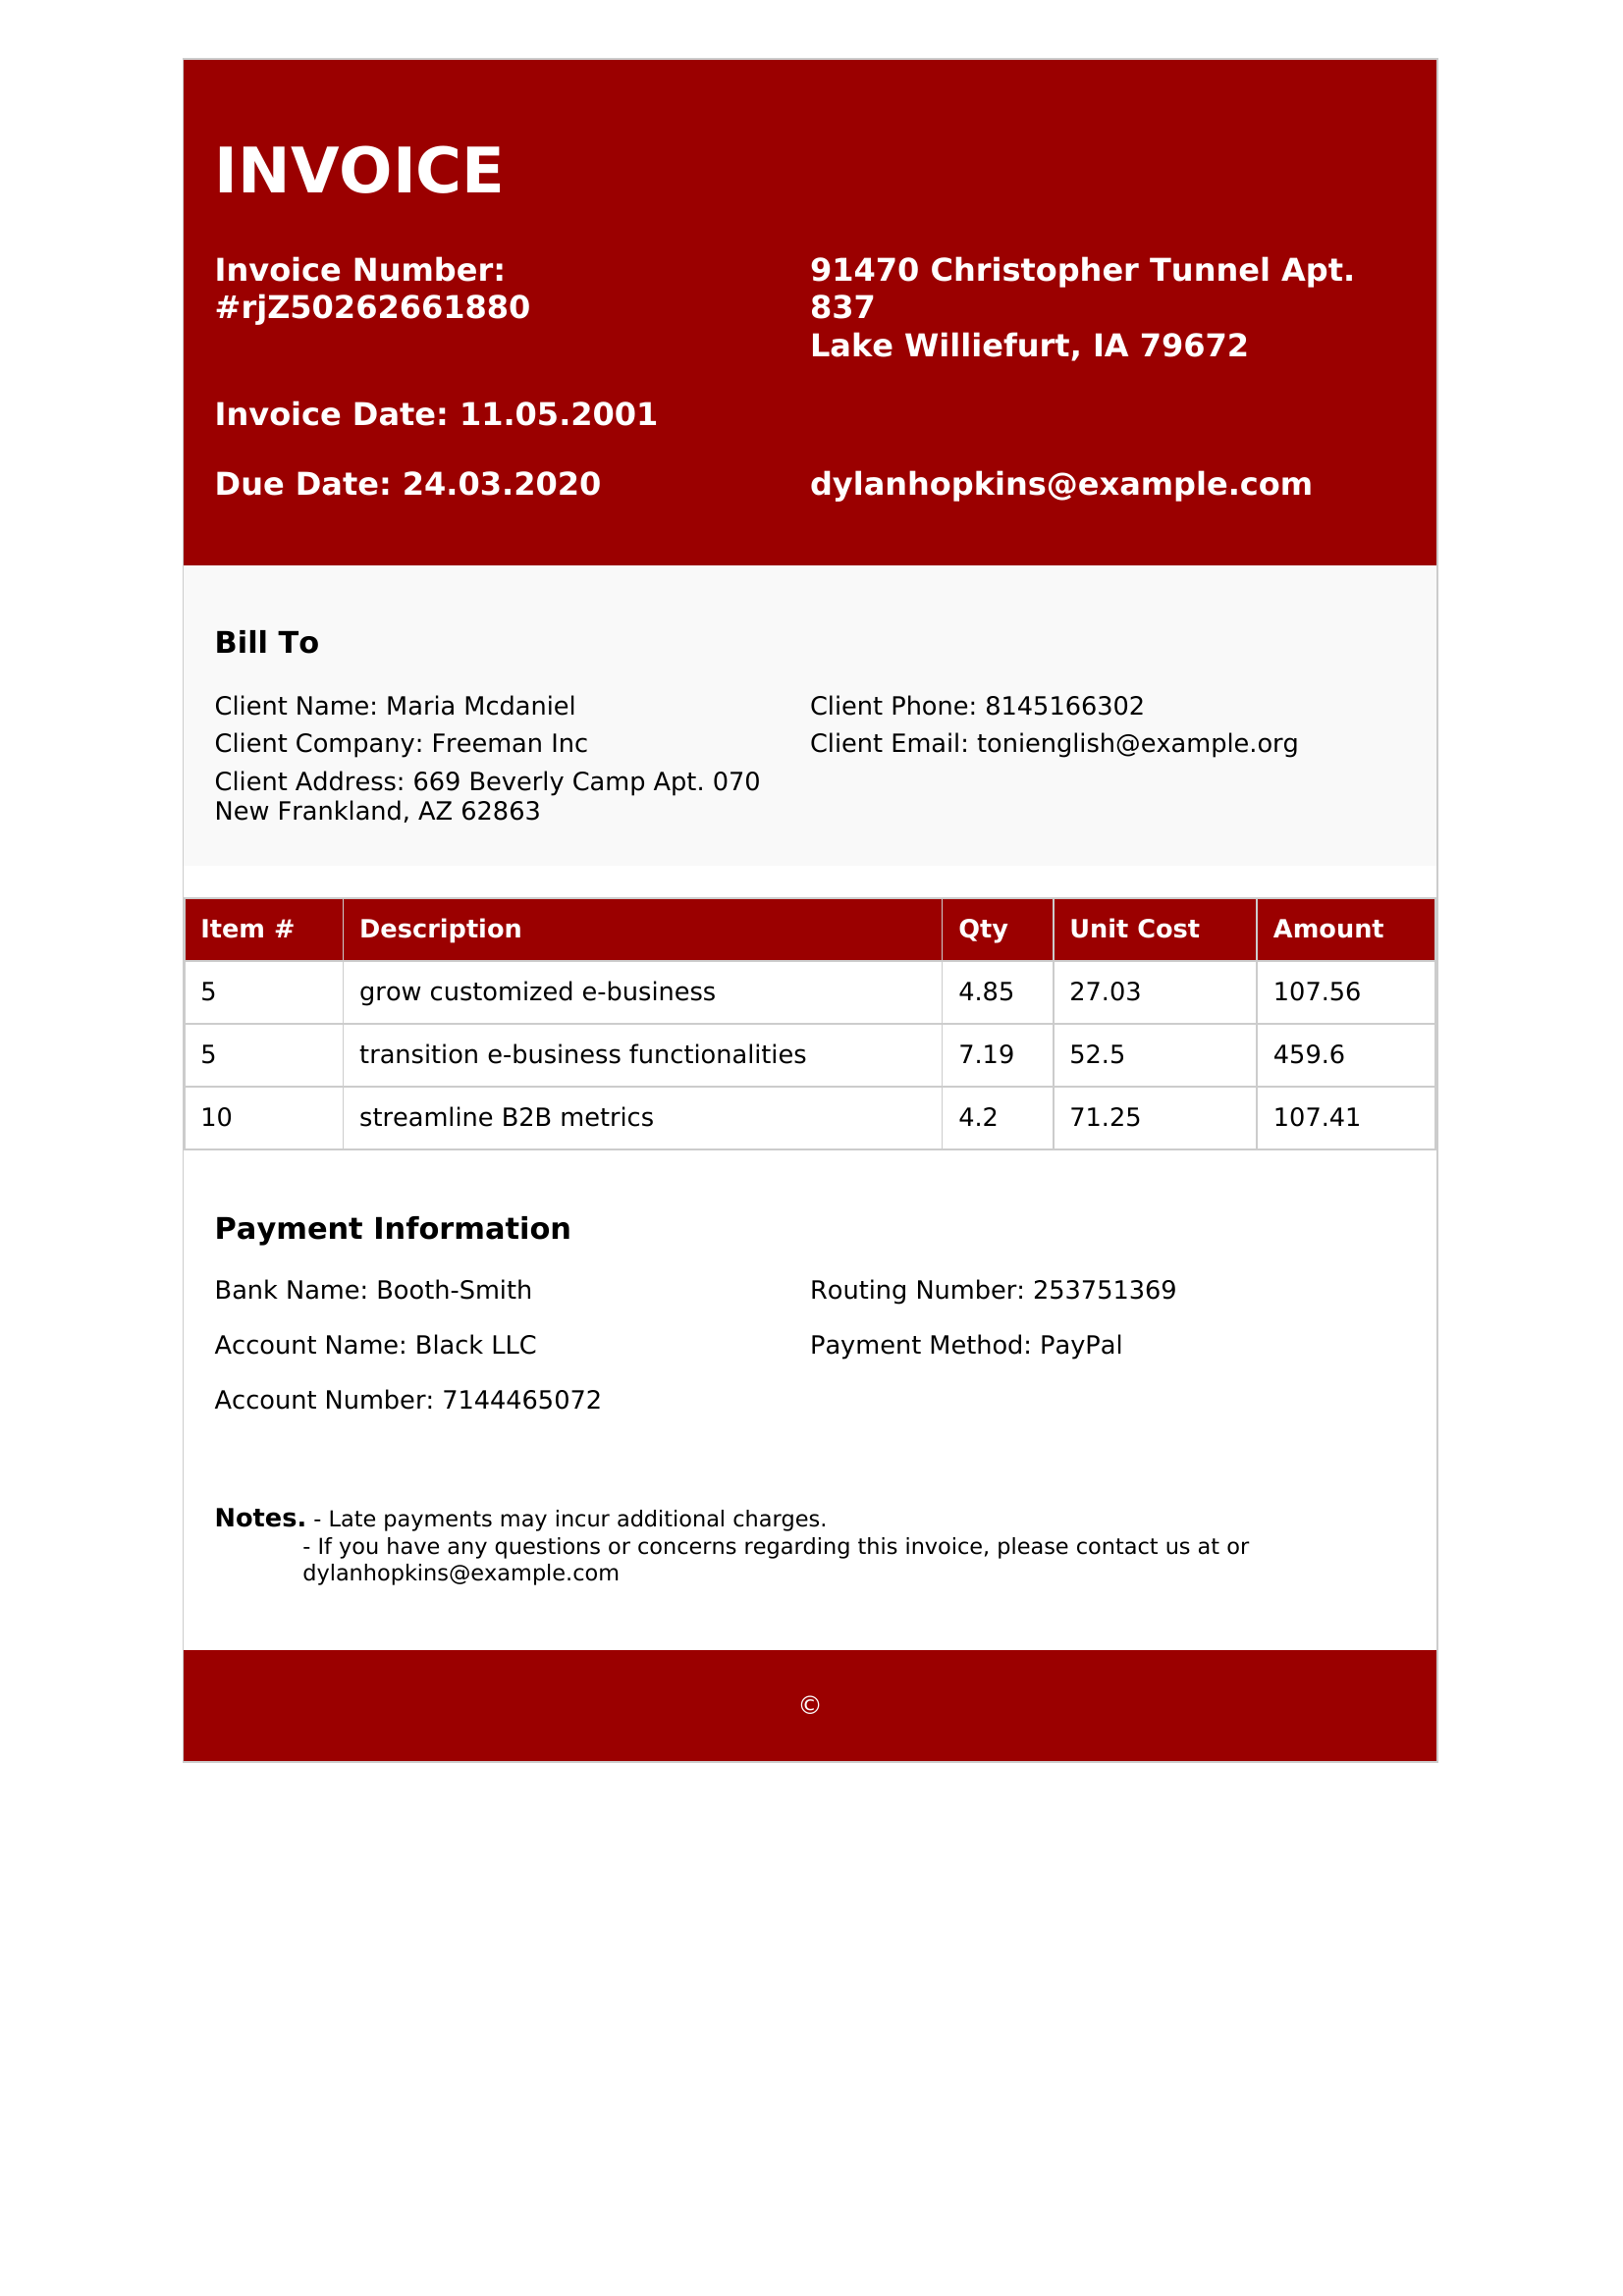 INVOICE
Invoice Number:
#rjZ50262661880
91470 Christopher Tunnel Apt.
837
Lake Williefurt, IA 79672
Invoice Date: 11.05.2001
Due Date: 24.03.2020
dylanhopkins@example.com
Bill To
Client Name: Maria Mcdaniel
Client Phone: 8145166302
Client Company: Freeman Inc
Client Email: tonienglish@example.org
Client Address: 669 Beverly Camp Apt. 070
New Frankland, AZ 62863
Item # Description Qty Unit Cost Amount
5 grow customized e-business 4.85 27.03 107.56
5 transition e-business functionalities 7.19 52.5 459.6
10 streamline B2B metrics 4.2 71.25 107.41
Payment Information
Bank Name: Booth-Smith
Routing Number: 253751369
Account Name: Black LLC
Payment Method: PayPal
Account Number: 7144465072
Notes. - Late payments may incur additional charges.
- If you have any questions or concerns regarding this invoice, please contact us at or
dylanhopkins@example.com
©